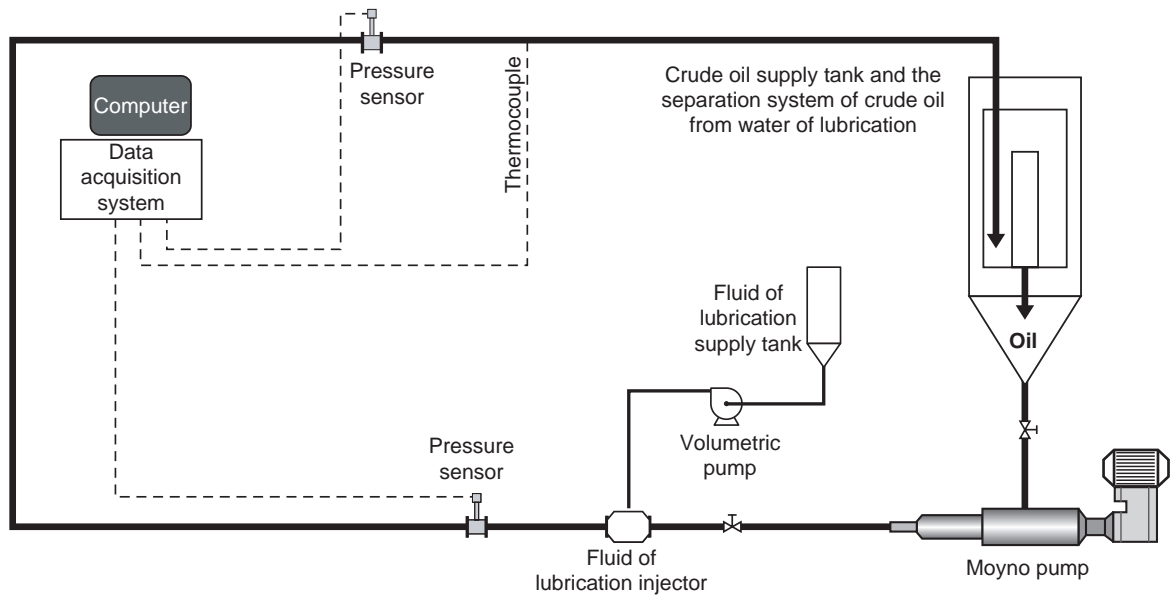 Pressure
sensor
Computer
Data
acquisition
system
Thermocouple
Crude oil supply tank and the
separation system of crude oil
from water of lubrication
Oil
Fluid of
lubrication
supply tank
Volumetric
pump
Pressure
sensor
Fluid of
lubrication injector
Moyno pump